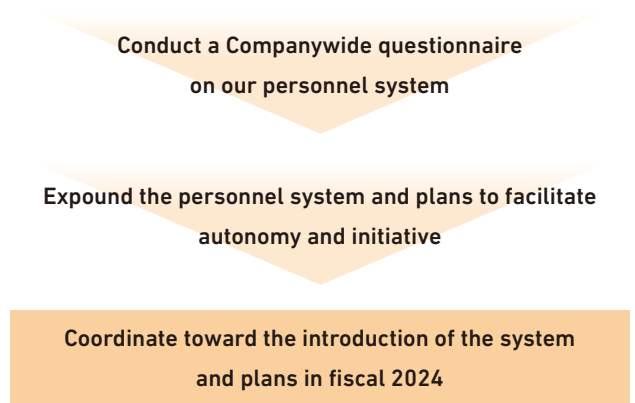 Conduct a Companywide questionnaire
on our personnel system
Expound the personnel system and plans to facilitate
autonomy and initiative
Coordinate toward the introduction of the system
and plans in fiscal 2024